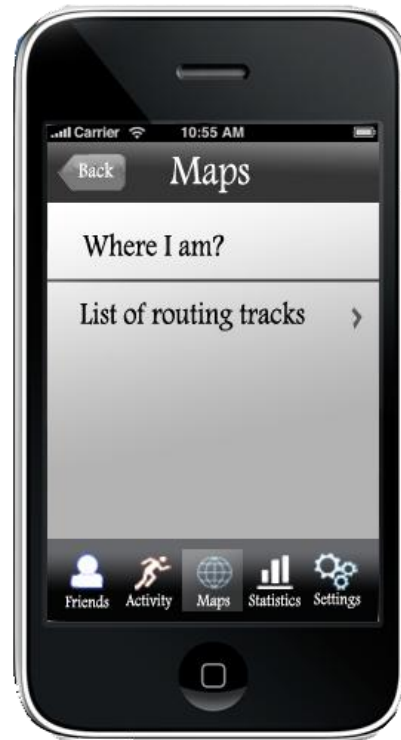 Carrier 10:55 AM
Back Maps
Where I am?
List of routing tracks
Friends Activity Maps Statistics Settings